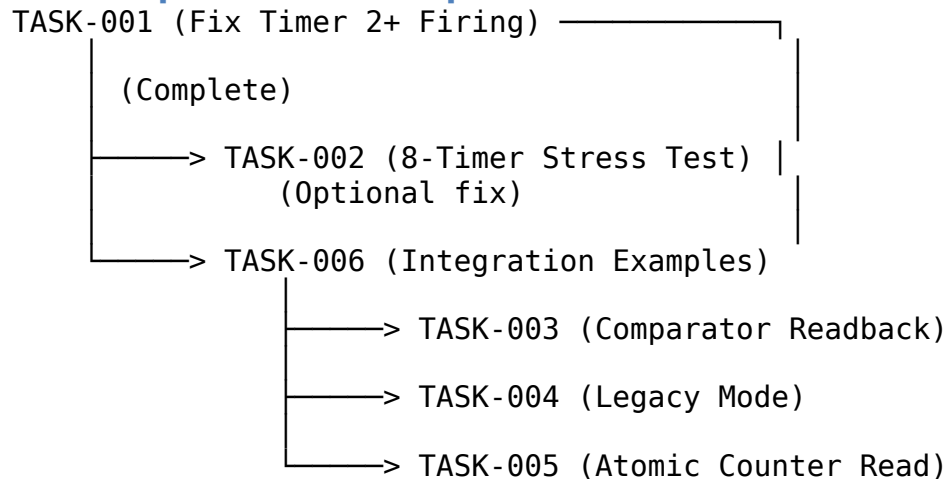 TASK-001 (Fix Timer 2+ Firing)
(Complete)
> TASK-002 (8-Timer Stress Test)
(Optional fix)
> TASK-006 (Integration Examples)
> TASK-003 (Comparator Readback)
> TASK-004 (Legacy Mode)
> TASK-005 (Atomic Counter Read)